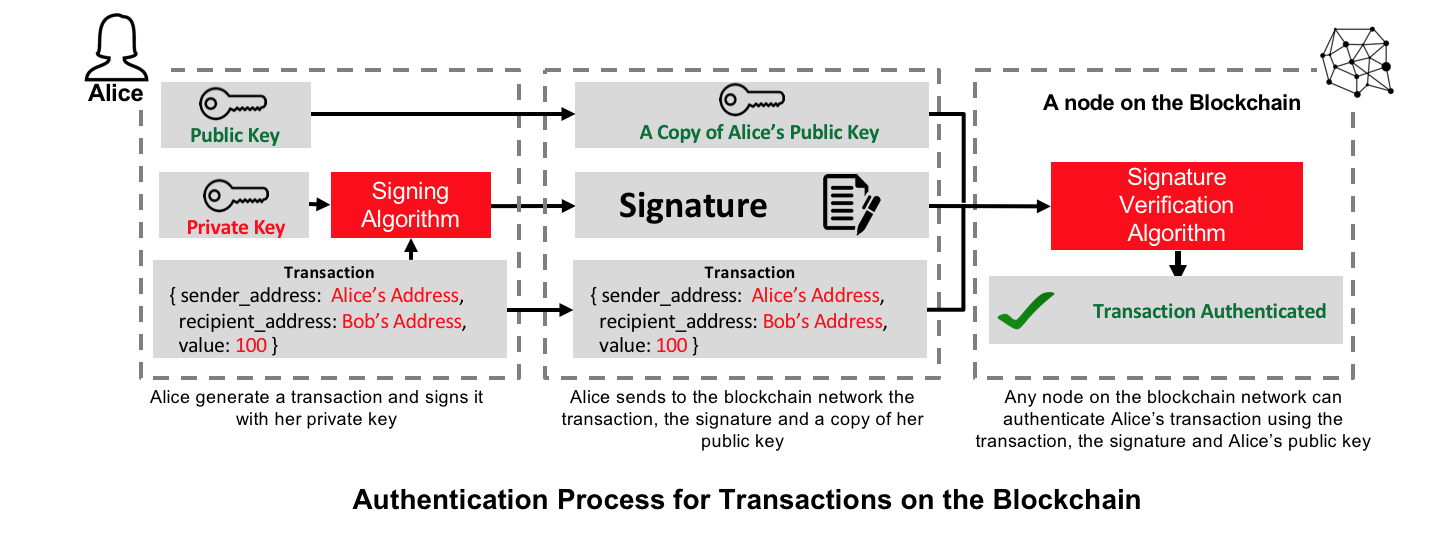 Alice
Public Key
Private Key
Signing
Algorithm
Transaction
{ sender_address: Alice's Address,
recipient_address: Bob's Address,
value: 100 }
Alice generate a transaction and signs it
with her private key
A Copy of Alice's Public Key
Signature
Transaction
{ sender_address: Alice's Address,
recipient_address: Bob's Address,
value: 100 }
Alice sends to the blockchain network the
transaction, the signature and a copy of her
public key
A node on the Blockchain
Signature
Verification
Algorithm
Transaction Authenticated
Any node on the blockchain network can
authenticate Alice's transaction using the
transaction, the signature and Alice's public key
Authentication Process for Transactions on the Blockchain